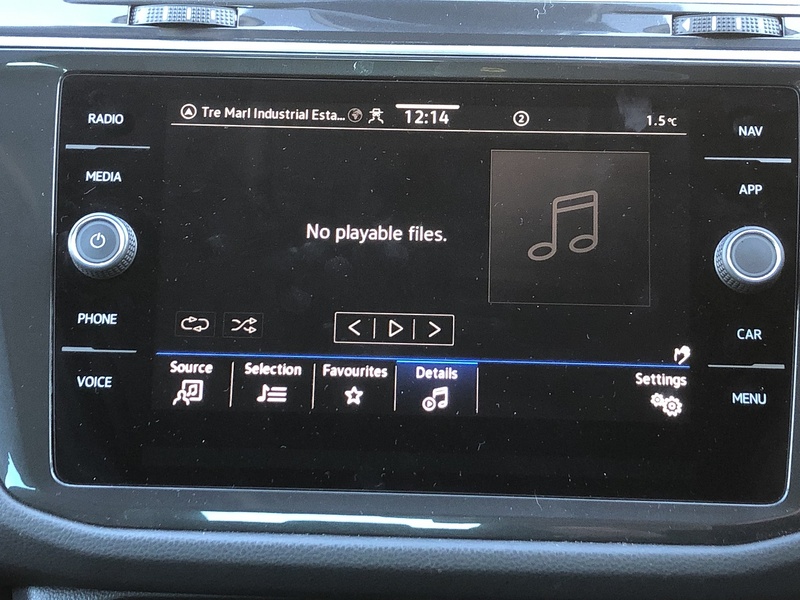 RADIO
MEDIA
PHONE
VOICE
Tre Marl Industrial Esta...
12:14
2
1.5°C
No playable files.
Source
Selection
Favourites
Details
Settings
NAV
APP
CAR
MENU